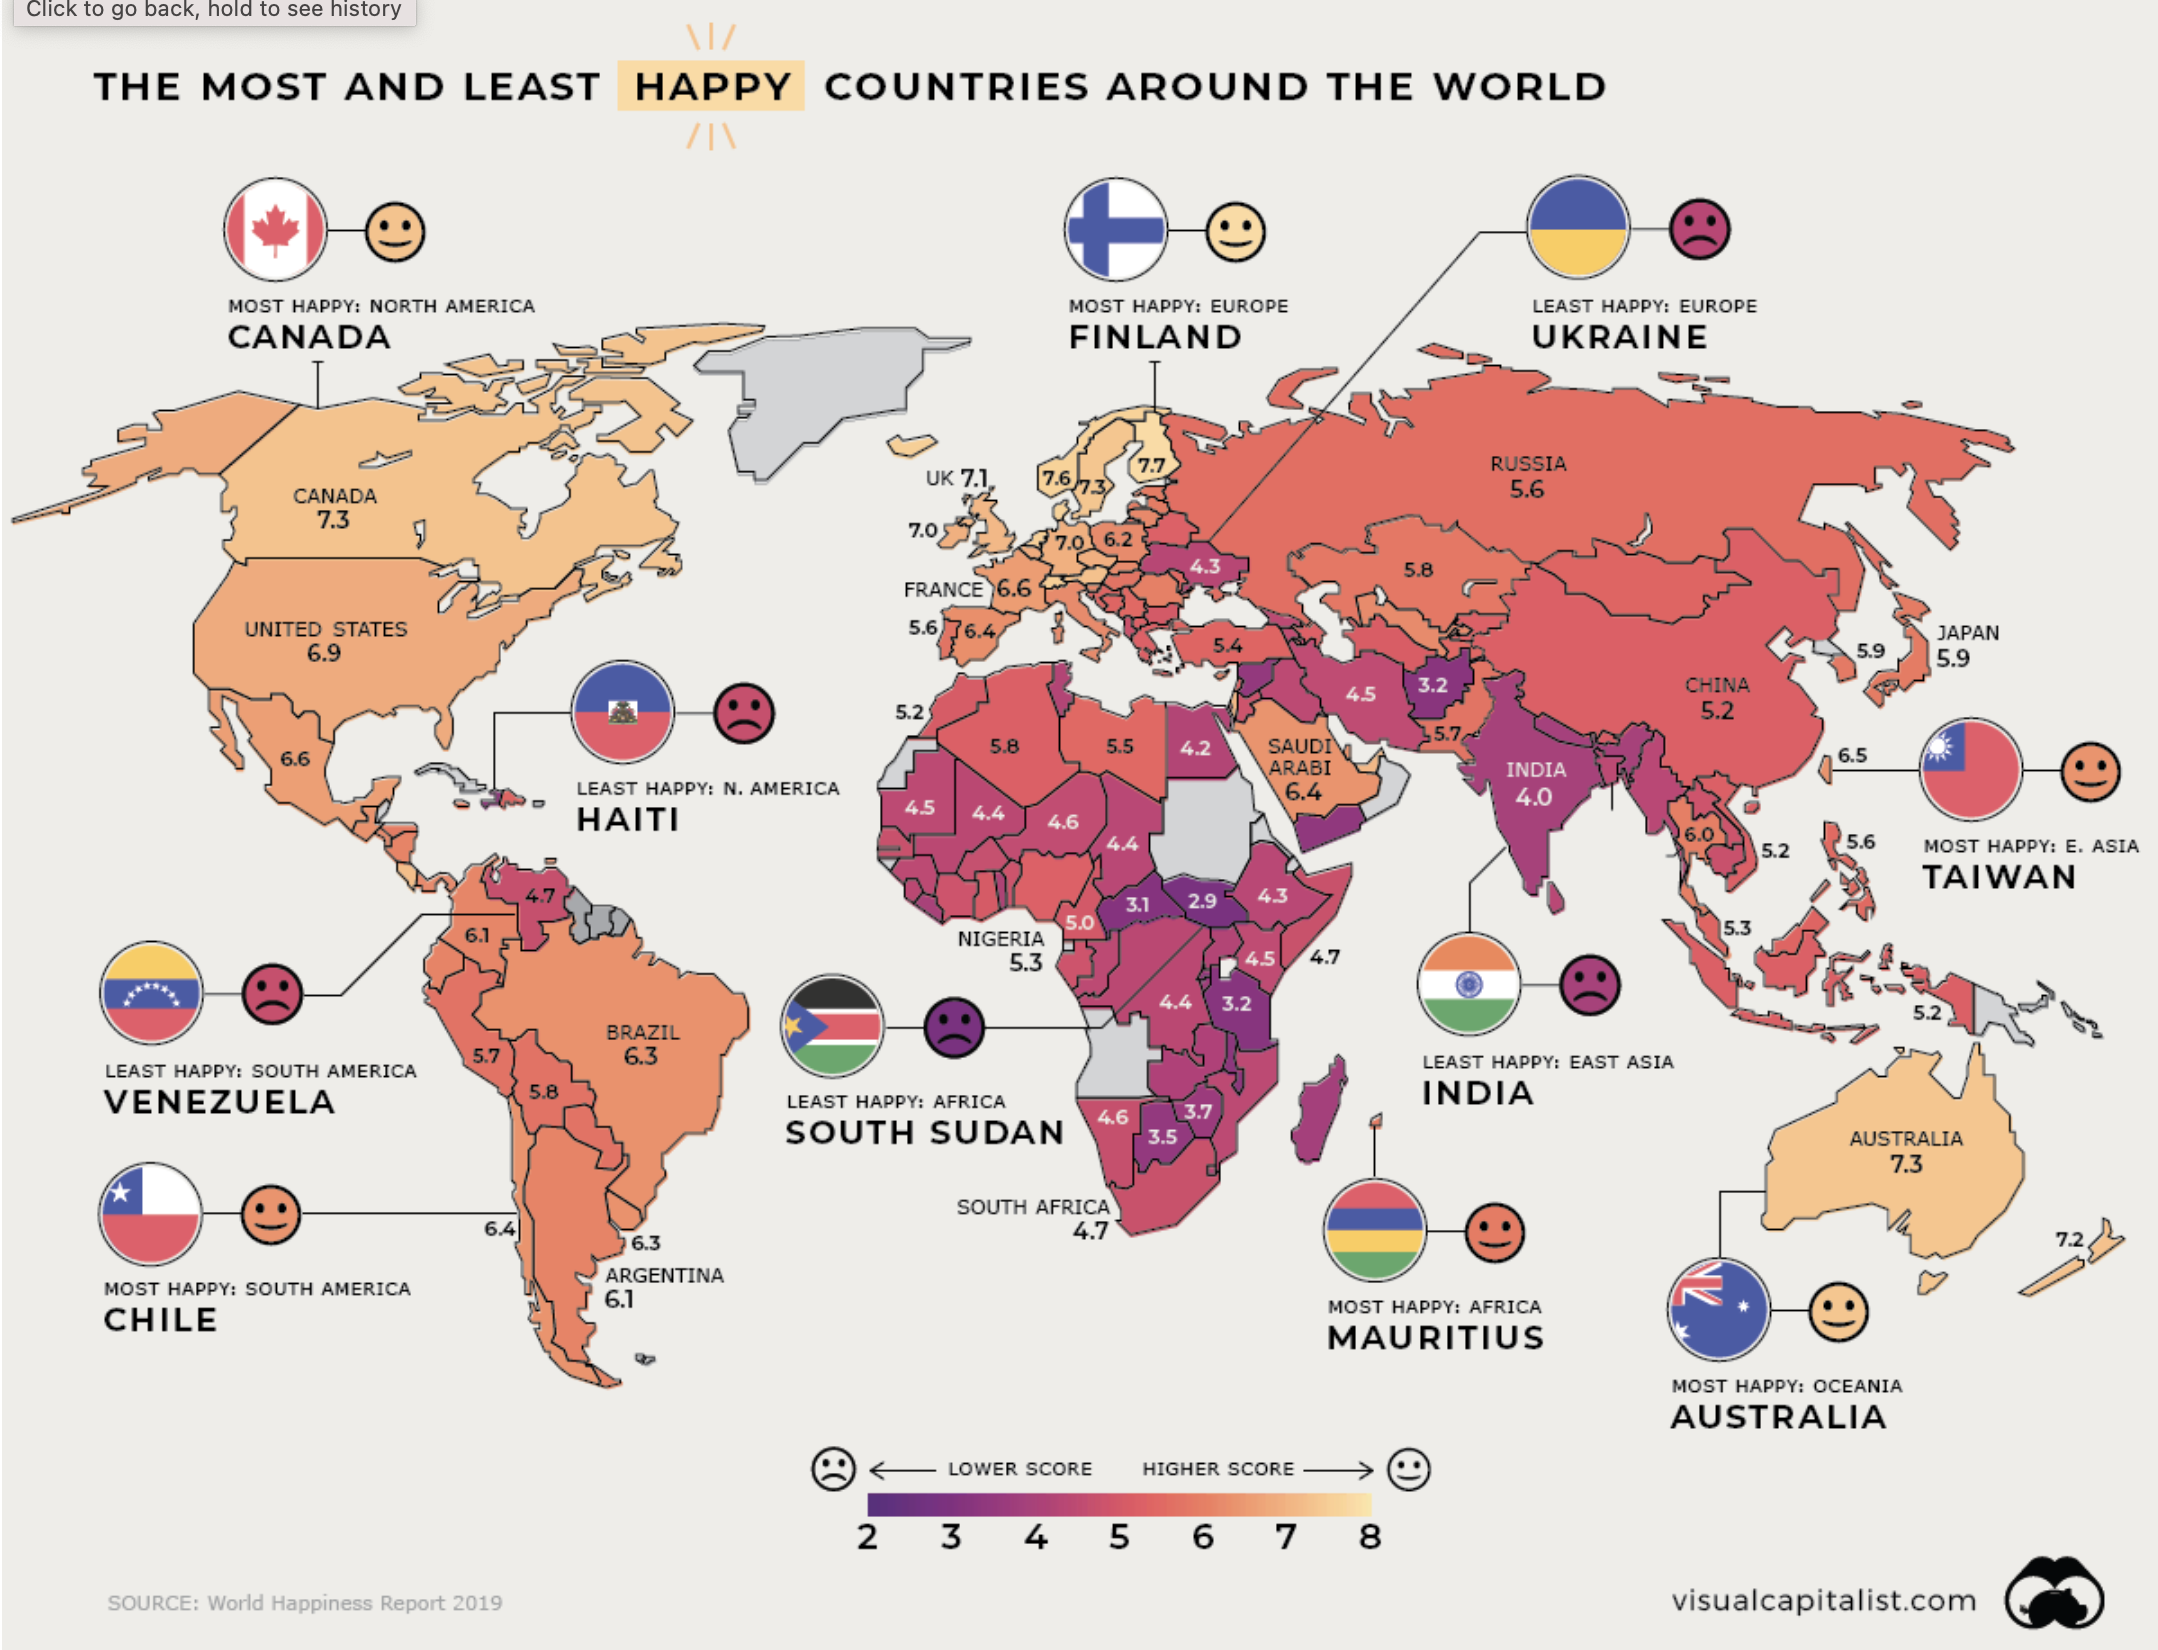 Click to go back, hold to see history
THE MOST AND LEAST HAPPY COUNTRIES AROUND THE WORLD
MOST HAPPY: NORTH AMERICA
CANADA
MOST HAPPY: EUROPE
FINLAND
LEAST HAPPY: EUROPE
UKRAINE
CANADA
7.3
UNITED STATES
6.9
6.6
LEAST HAPPY: N. AMERICA
HAITI
UK 7.1
7.0
7.6
7.3
7.7
7.0
6.2
4.3
FRANCE
6.6
5.6
6.4
5.4
RUSSIA
5.6
5.8
5.9
JAPAN
5.9
CHINA
5.2
4.5
3.2
5.7
5.2
5.8
5.5
4.2
SAUDI
ARABI
6.4
INDIA
4.0
6.5
MOST HAPPY: E. ASIA
TAIWAN
4.5
4.4
4.6
4.4
6.0
5.2
5.6
5.3
5.2
4.7
6.1
LEAST HAPPY: SOUTH AMERICA
VENEZUELA
BRAZIL
6.3
5.7
5.8
5.0
3.1
2.9
4.3
NIGERIA
5.3
4.5
4.7
4.4
3.2
LEAST HAPPY: AFRICA
SOUTH SUDAN
4.6
3.5
3.7
SOUTH AFRICA
4.7
LEAST HAPPY: EAST ASIA
INDIA
MOST HAPPY: SOUTH AMERICA
CHILE
6.4
6.3
ARGENTINA
6.1
MOST HAPPY: AFRICA
MAURITIUS
AUSTRALIA
7.3
7.2
MOST HAPPY: OCEANIA
AUSTRALIA
LOWER SCORE
HIGHER SCORE
2 3 4 5 6 7 8
SOURCE: World Happiness Report 2019
visualcapitalist.com